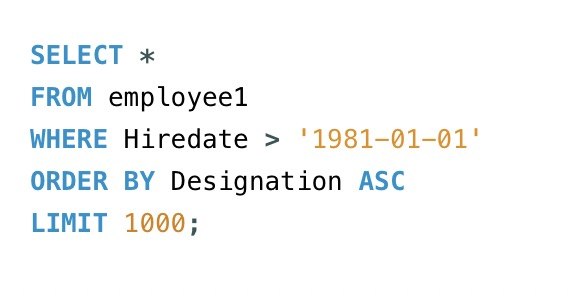 SELECT *
FROM employee1
WHERE Hiredate > '1981-01-01'
ORDER BY Designation ASC
LIMIT 1000;